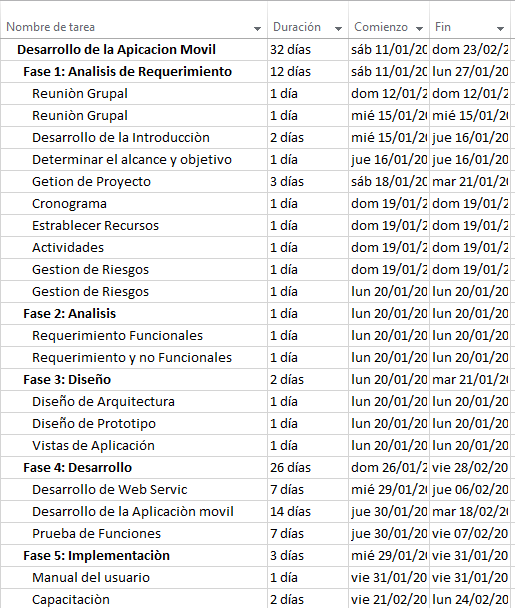 Nombre de tarea Duración Comienzo Fin
Desarrollo de la Apicacion Movil 32 días sáb 11/01/20 dom 23/02/2
Fase 1: Analisis de Requerimiento 12 días sáb 11/01/20 lun 27/01/20
Reuniòn Grupal 1 día dom 12/01/2 dom 12/01/2
Reuniòn Grupal 1 día mié 15/01/20 mié 15/01/20
Desarrollo de la Introducciòn 2 días mié 15/01/20 jue 16/01/20
Determinar el alcance y objetivo 1 día jue 16/01/20 jue 16/01/20
Getion de Proyecto 3 días sáb 18/01/20 mar 21/01/20
Cronograma 1 día dom 19/01/2 dom 19/01/2
Estrablecer Recursos 1 día dom 19/01/2 dom 19/01/2
Actividades 1 día dom 19/01/2 dom 19/01/2
Gestion de Riesgos 1 día dom 19/01/2 dom 19/01/2
Gestion de Riesgos 1 día lun 20/01/20 lun 20/01/20
Fase 2: Analisis 1 día lun 20/01/20 lun 20/01/20
Requerimiento Funcionales 1 día lun 20/01/20 lun 20/01/20
Requerimiento y no Funcionales 1 día lun 20/01/20 lun 20/01/20
Fase 3: Diseño 2 días lun 20/01/20 mar 21/01/20
Diseño de Arquitectura 1 día lun 20/01/20 lun 20/01/20
Diseño de Prototipo 1 día lun 20/01/20 lun 20/01/20
Vistas de Aplicación 1 día lun 20/01/20 lun 20/01/20
Fase 4: Desarrollo 26 días dom 26/01/2 vie 28/02/20
Desarrollo de Web Servic 7 días mié 29/01/20 jue 06/02/20
Desarrollo de la Aplicaciòn movil 14 días jue 30/01/20 mar 18/02/20
Prueba de Funciones 7 días jue 30/01/20 vie 07/02/20
Fase 5: Implementaciòn 3 días mié 29/01/20 vie 31/01/20
Manual del usuario 1 día vie 31/01/20 vie 31/01/20
Capacitaciòn 2 días vie 21/02/20 lun 24/02/20